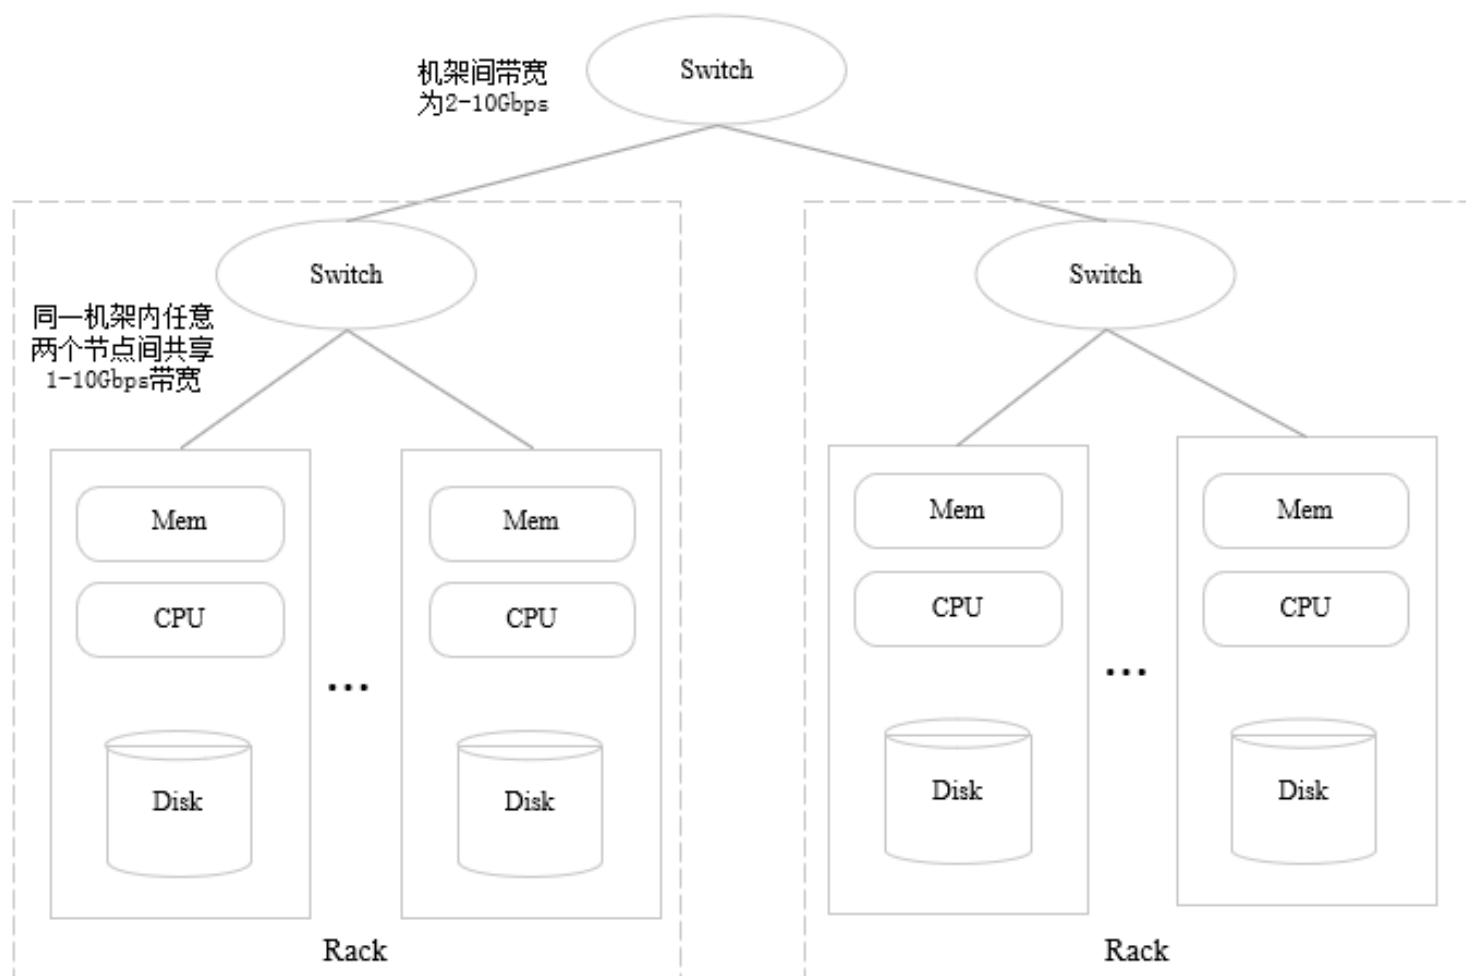 Switch
机架间带宽
为2-10Gbps
Switch
Switch
同一机架内任意
两个节点间共享
1-10Gbps带宽
Mem
Mem
Mem
Mem
CPU
CPU
CPU
CPU
...
...
Disk
Disk
Disk
Disk
Rack
Rack